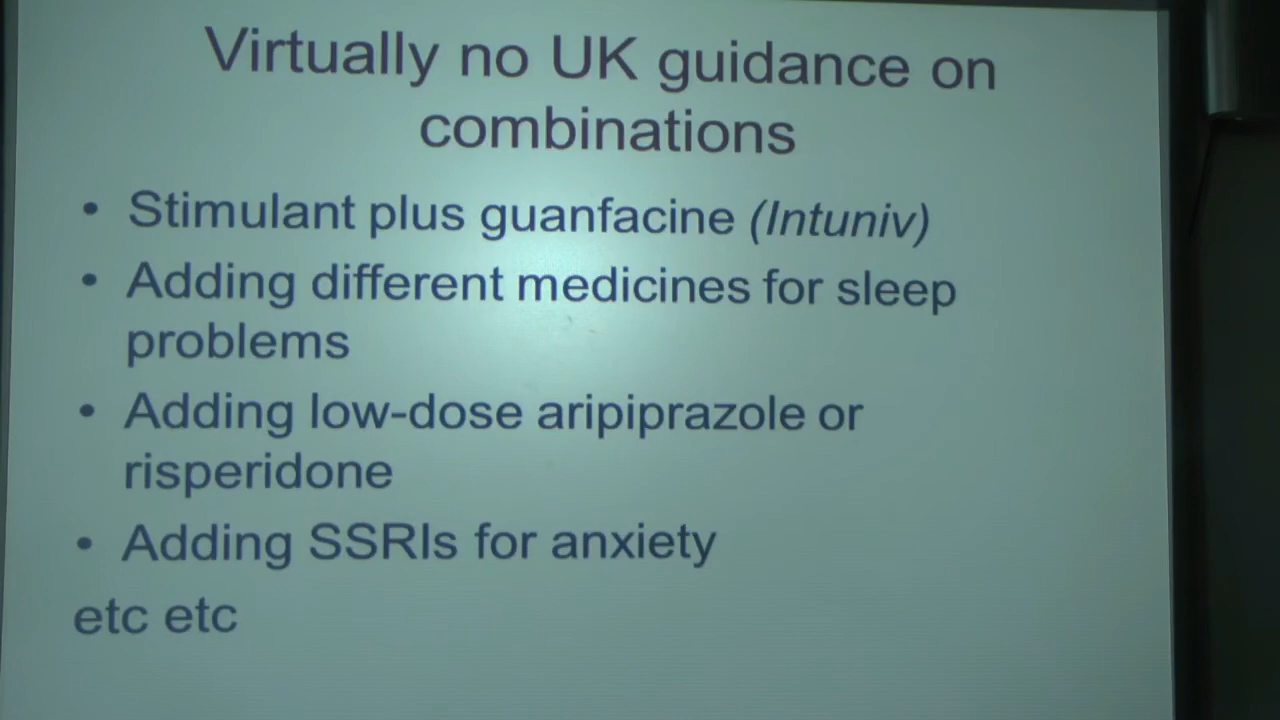 Virtually no UK guidance on
combinations
• Stimulant plus guanfacine (Intuniv)
• Adding different medicines for sleep
problems
• Adding low-dose aripiprazole or
risperidone
• Adding SSRIs for anxiety
etc etc